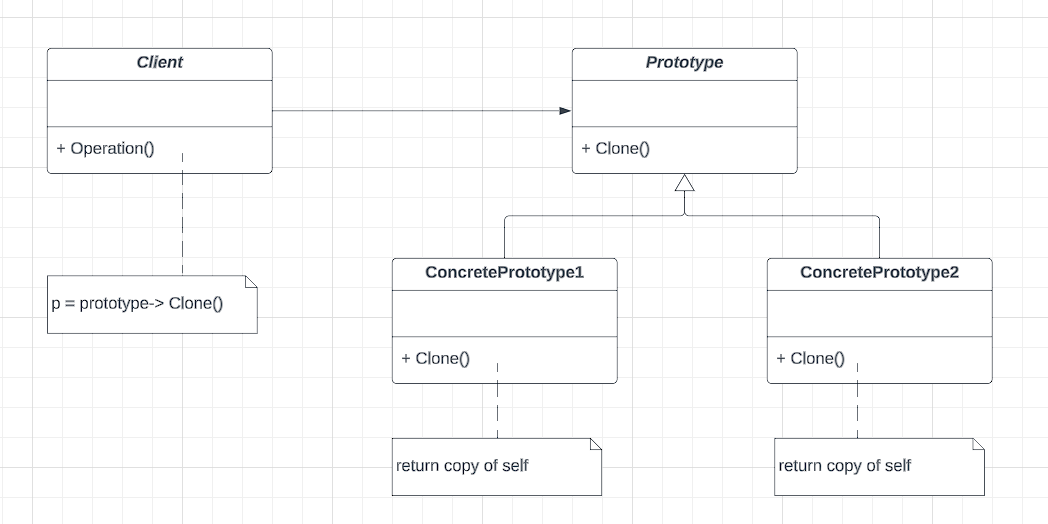 Client
Prototype
+ Operation()
+ Clone()
ConcretePrototype1
ConcretePrototype2
p = prototype-> Clone()
+ Clone()
+ Clone()
return copy of self
return copy of self